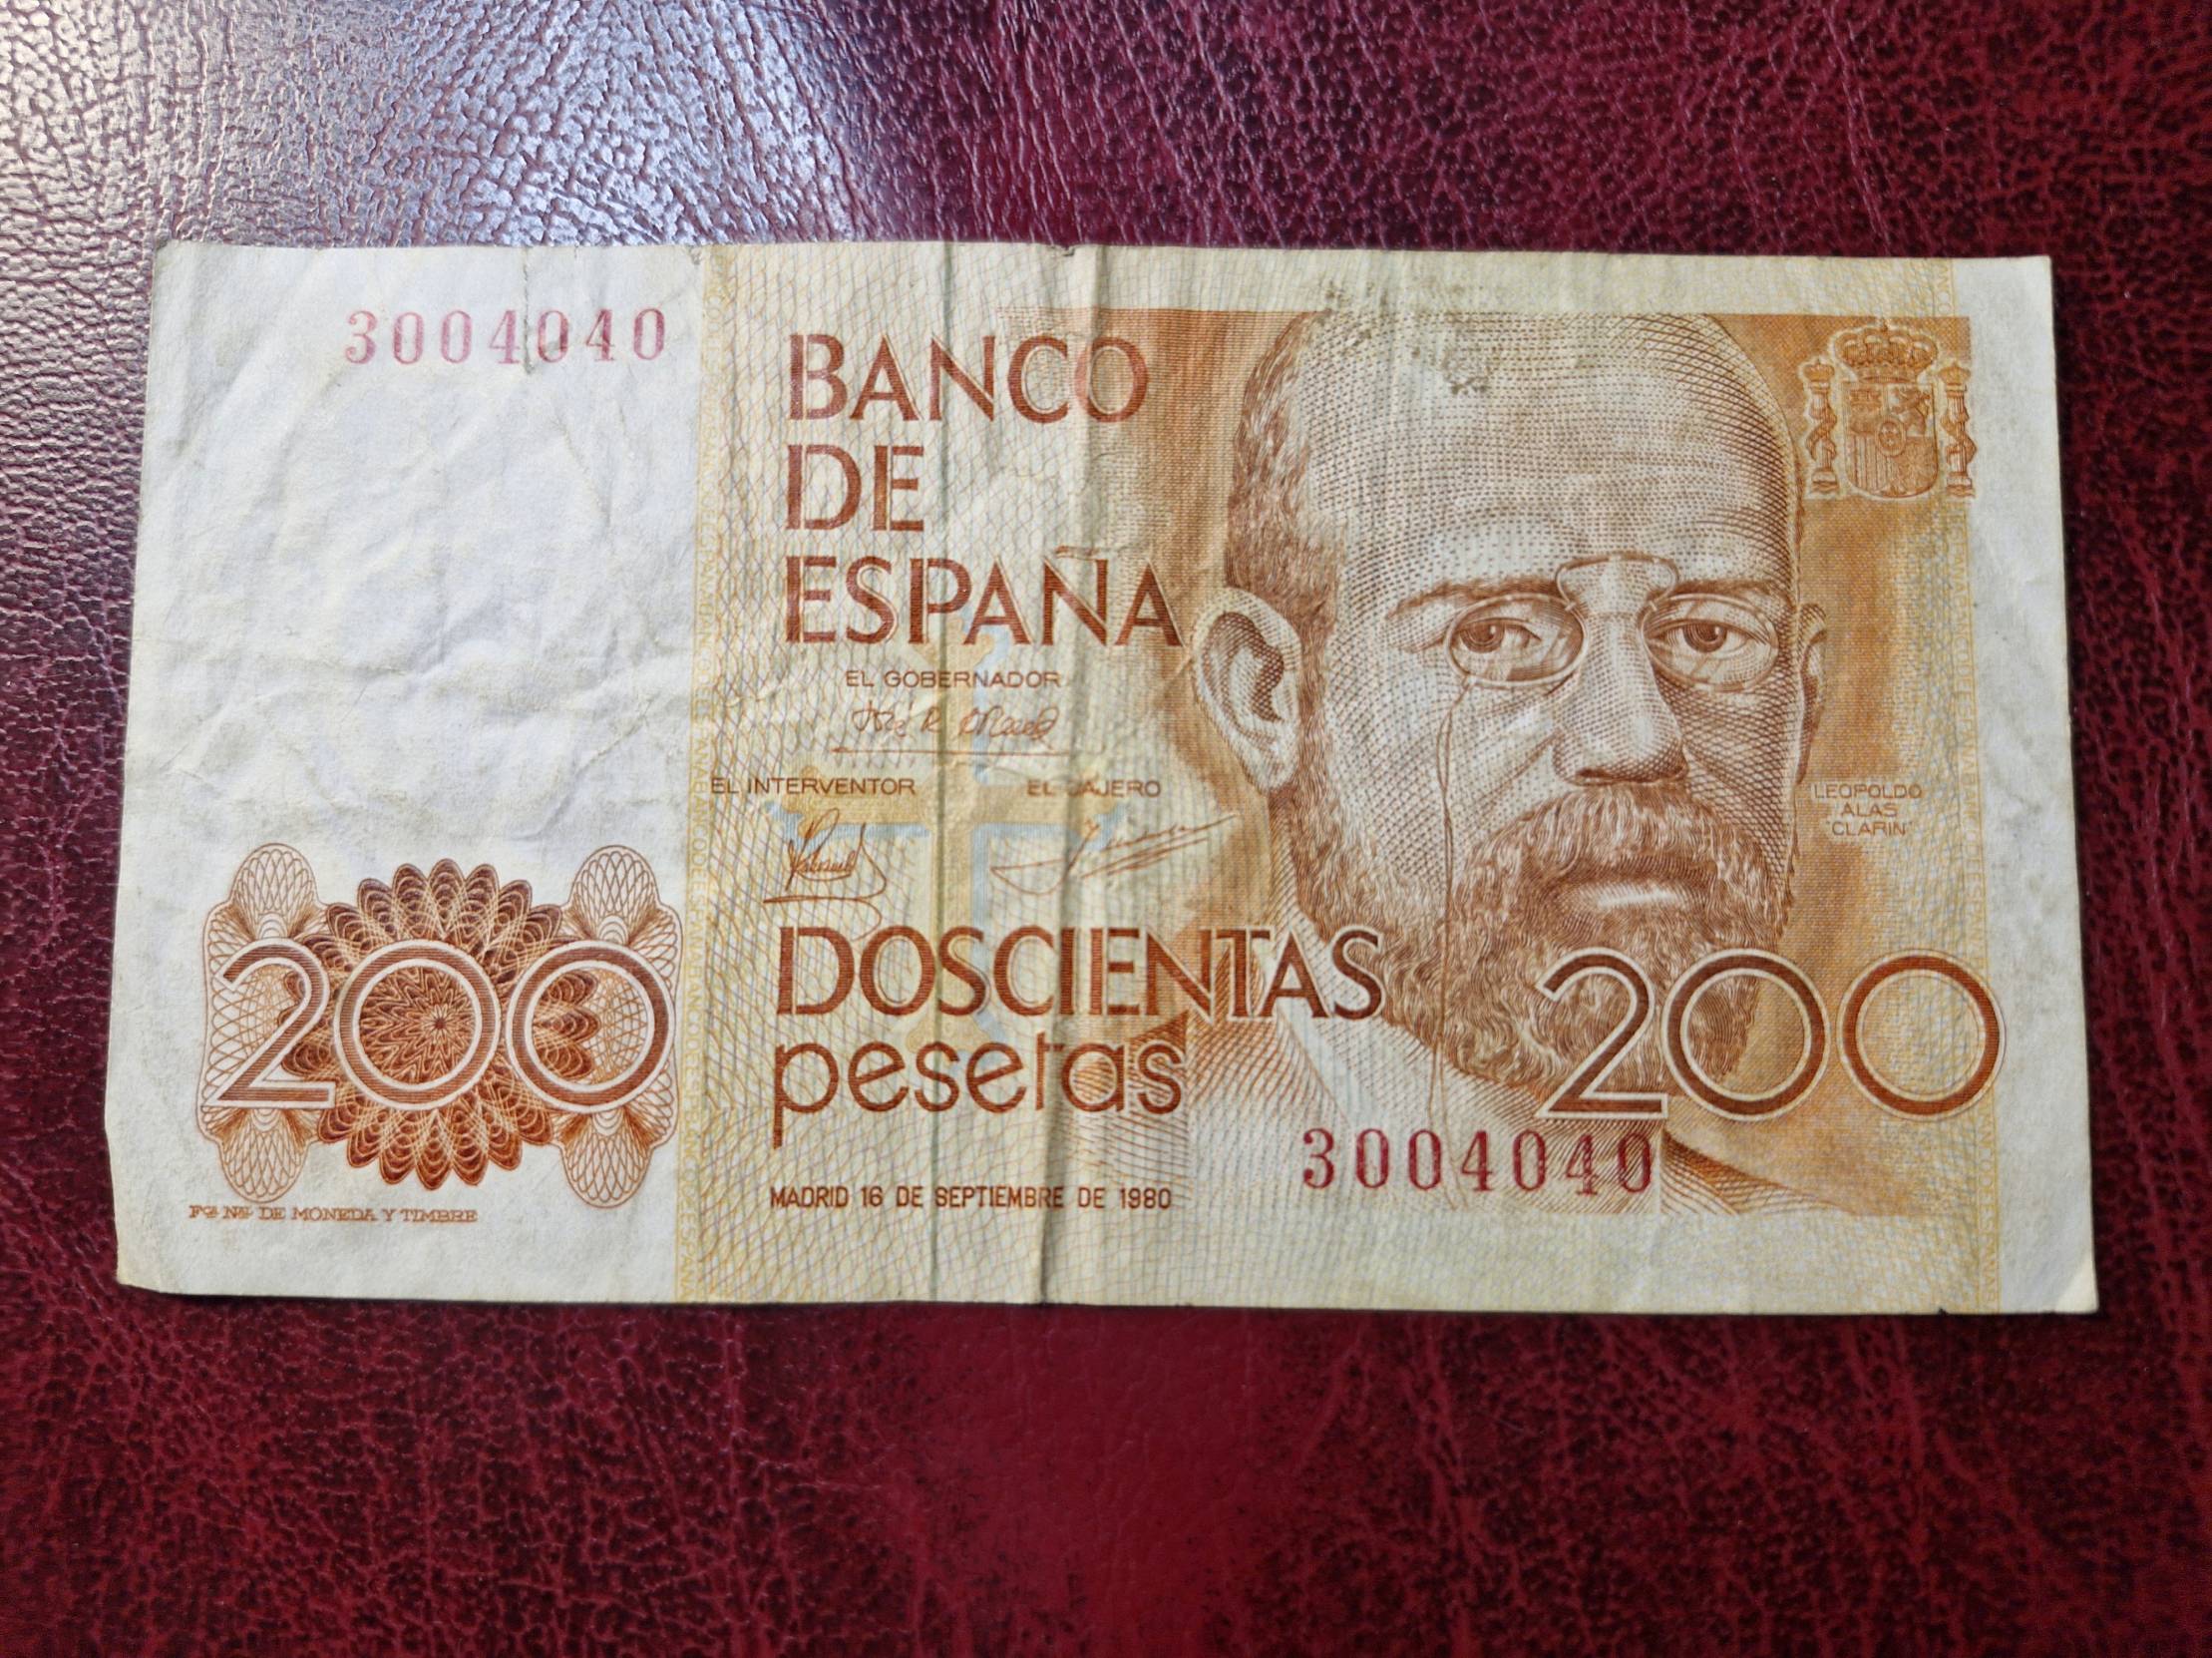 3004040
BANCO
DE
ESPAÑA
EL GOBERNADOR
EL INTERVENTOR
EL CAJERO
LEOPOLDO
ALAS
"CLARIN"
DOSCIENTAS
pesetas
200
200
3004040
MADRID 16 DE SEPTIEMBRE DE 1980
Fca Nal DE MONEDA Y TIMBRE